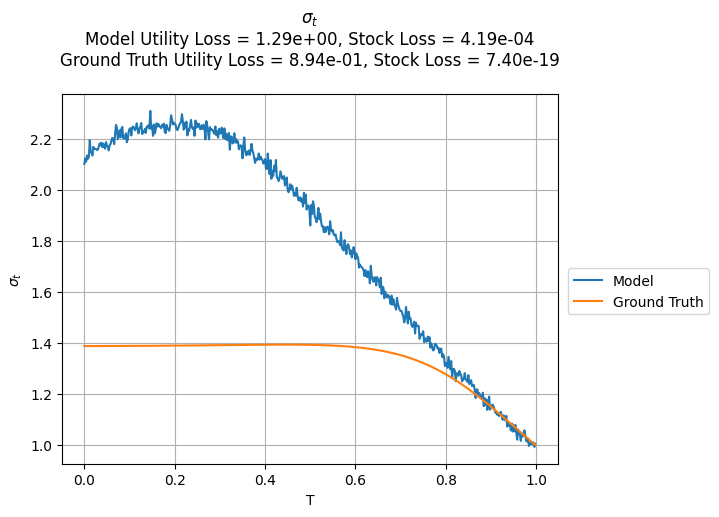 σ_t
Model Utility Loss = 1.29e+00, Stock Loss = 4.19e-04
Ground Truth Utility Loss = 8.94e-01, Stock Loss = 7.40e-19
2.2
2.0
1.8
1.6
1.4
1.2
1.0
σ_t
0.0 0.2 0.4 0.6 0.8 1.0
T
Model
Ground Truth